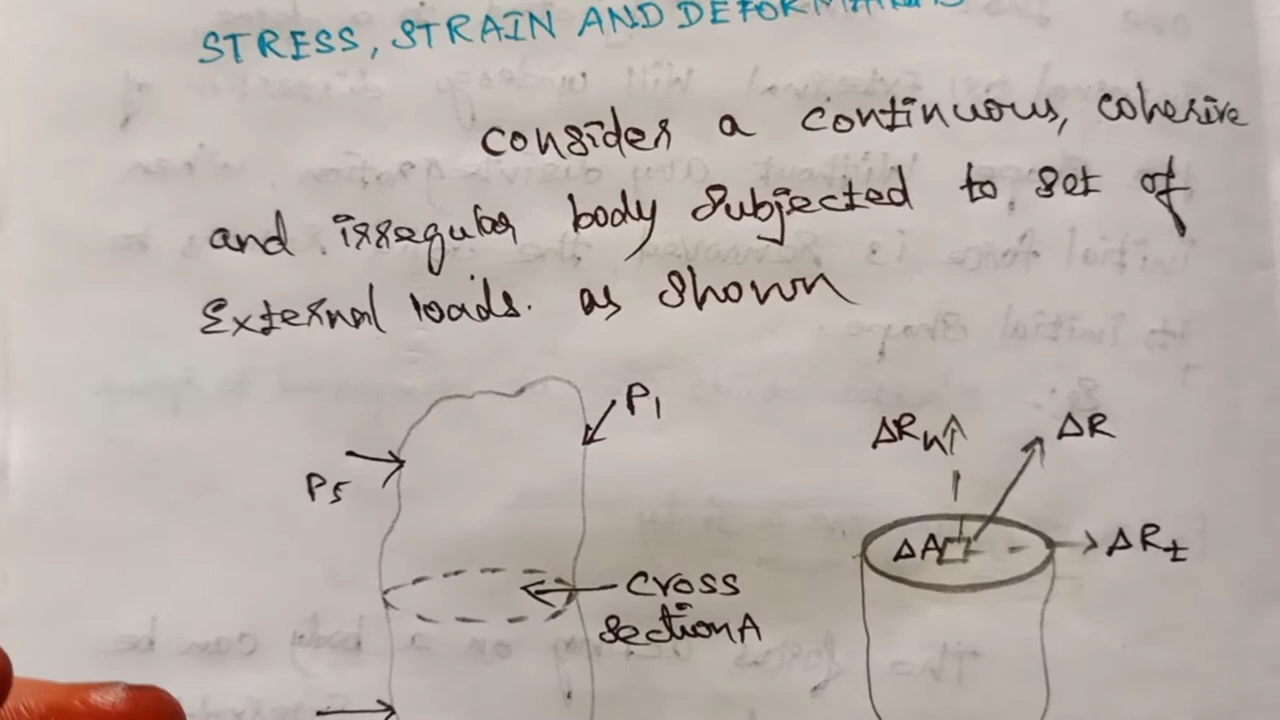 STRESS, STRAIN AND DEFORMATIONS
consider a continuous, cohesive
and irregular body subjected to set of
External loads. as shown
P1
P5
ΔRn
ΔR
ΔA
ΔRt
Cross
section A